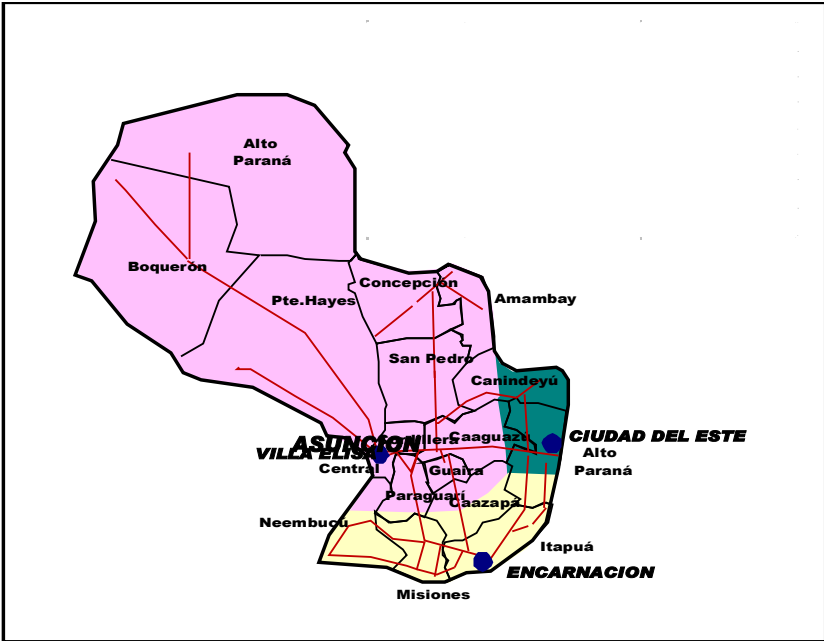 Alto
Paraná
Boquerón
Pte.Hayes
Concepción
Amambay
San Pedro
Canindeyú
ASUNCION
VILLA ELISA
Caaguazú
CIUDAD DEL ESTE
Central
Guaira
Alto
Paraná
Paraguarí
Caazapá
Neembucú
Itapuá
ENCARNACION
Misiones